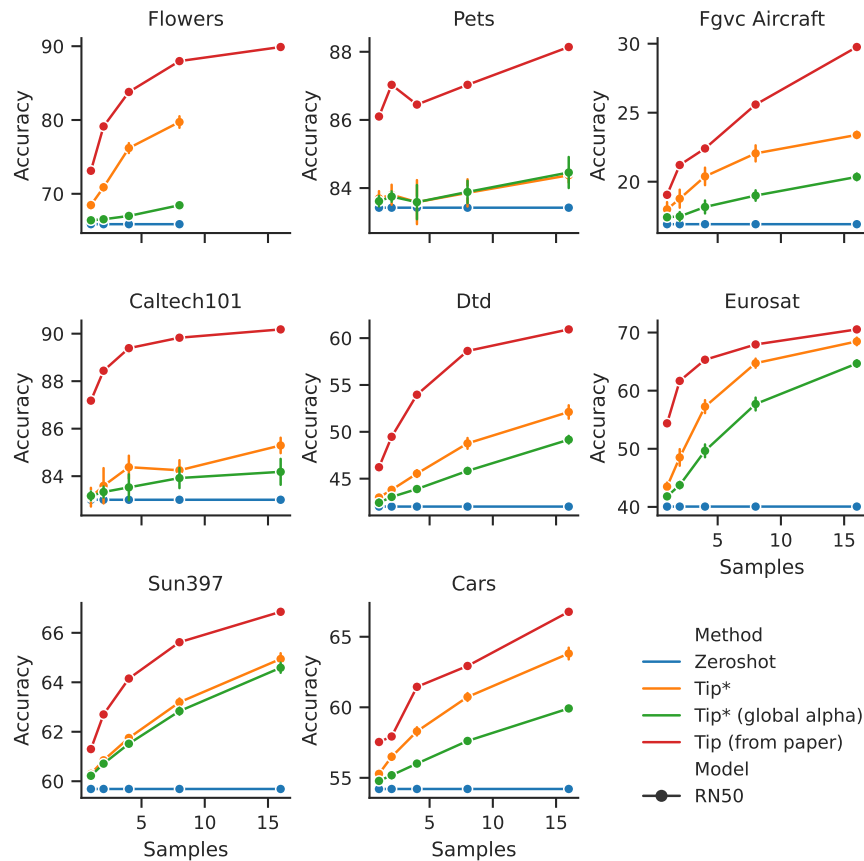 Flowers
Pets
Fgvc Aircraft
90
80
70
Accuracy
88
86
84
Accuracy
30
25
20
Accuracy
Caltech101
Dtd
Eurosat
90
88
86
84
Accuracy
60
55
50
45
Accuracy
70
60
50
40
Accuracy
5 10 15
Samples
Sun397
Cars
66
64
62
60
Accuracy
5 10 15
Samples
65
60
55
Accuracy
5 10 15
Samples
Method
Zeroshot
Tip*
Tip* (global alpha)
Tip (from paper)
Model
RN50